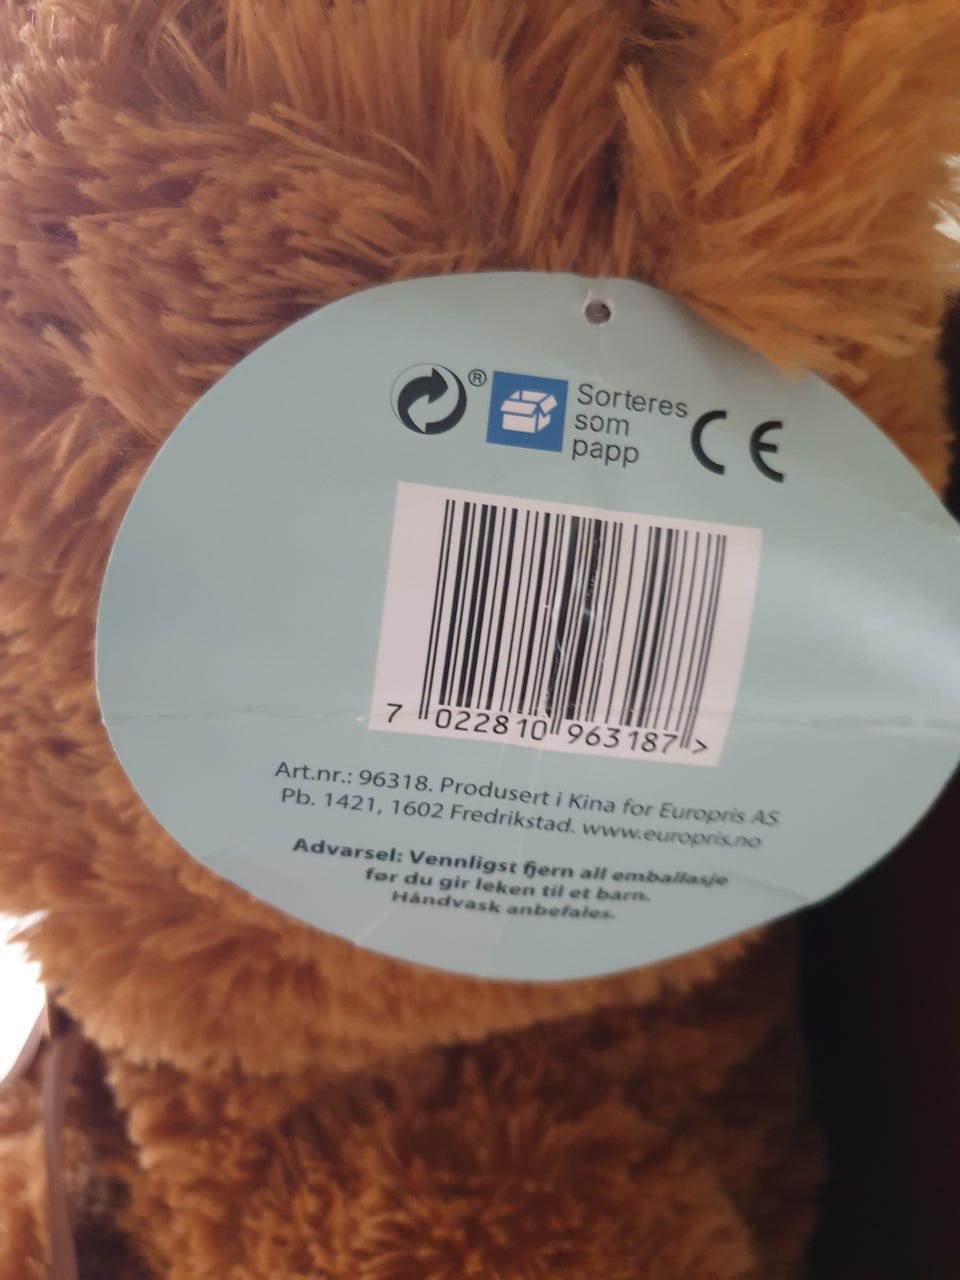 ®
Sorteres
som
papp
CE
7 022810 963187 >
Art.nr.: 96318. Produsert i Kina for Europris AS
Pb. 1421, 1602 Fredrikstad. www.europris.no
Advarsel: Vennligst fjern all emballasje
før du gir leken til et barn.
Håndvask anbefales.